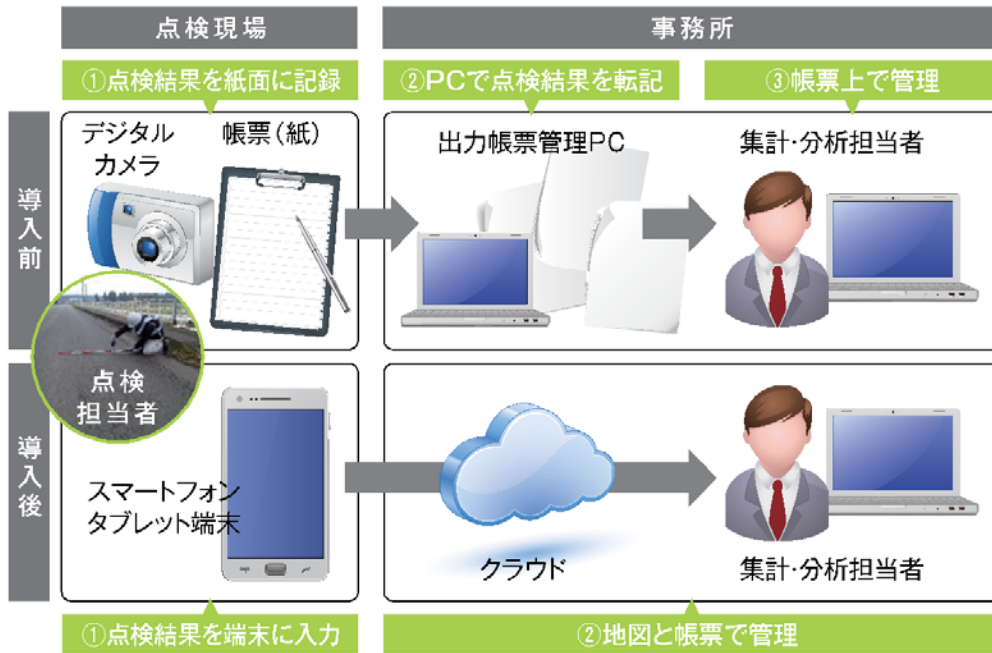 点検現場
事務所
①点検結果を紙面に記録
②PCで点検結果を転記
③帳票上で管理
導入前
デジタル
カメラ
帳票(紙)
出力帳票管理PC
集計・分析担当者
点検
担当者
導入後
スマートフォン
タブレット端末
クラウド
集計・分析担当者
①点検結果を端末に入力
②地図と帳票で管理